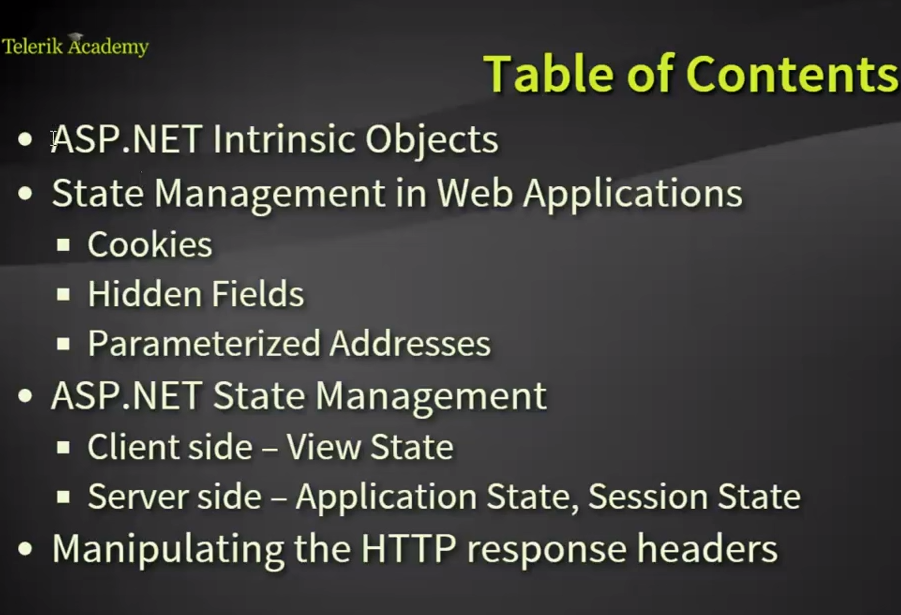 Telerik Academy
Table of Contents
• ASP.NET Intrinsic Objects
• State Management in Web Applications
▪ Cookies
▪ Hidden Fields
▪ Parameterized Addresses
• ASP.NET State Management
▪ Client side – View State
▪ Server side – Application State, Session State
• Manipulating the HTTP response headers